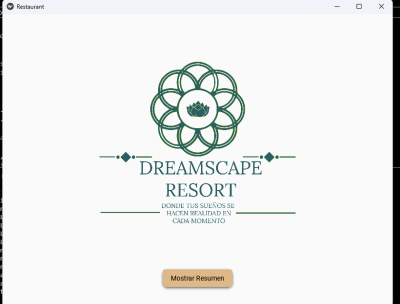 Restaurant
DREAMSCAPE
RESORT
DONDE TUS SUEÑOS SE
HACEN REALIDAD EN
CADA MOMENTO
Mostrar Resumen